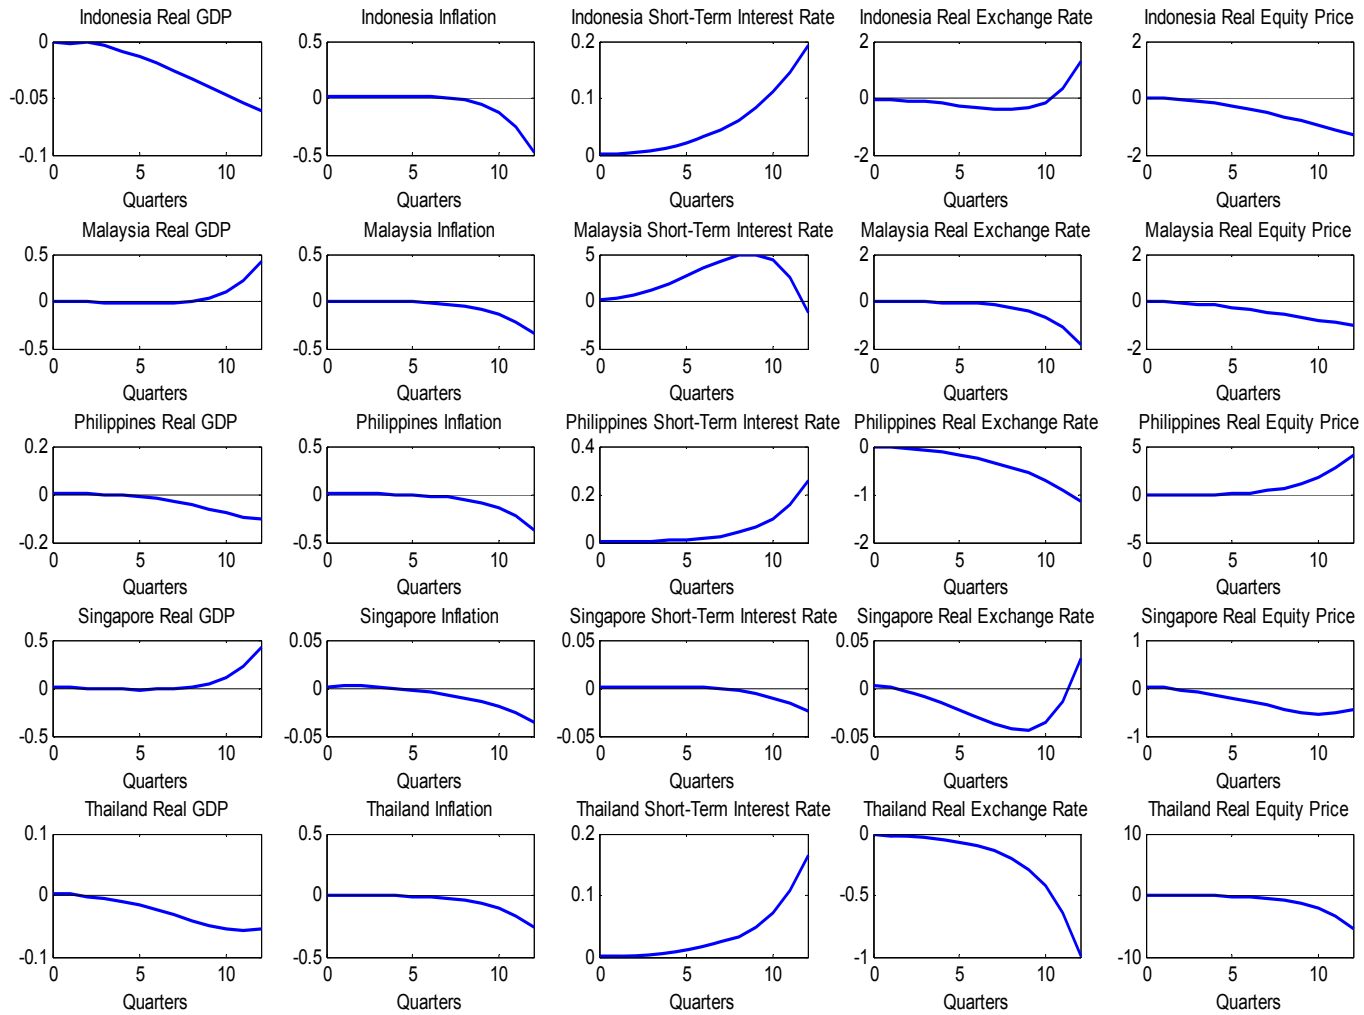 Indonesia Real GDP
Indonesia Inflation
Indonesia Short-Term Interest Rate
Indonesia Real Exchange Rate
Indonesia Real Equity Price
0
-0.05
-0.1
0 5 10
Quarters
0.5
0
-0.5
0 5 10
Quarters
0.2
0.1
0
0 5 10
Quarters
2
0
-2
0 5 10
Quarters
2
0
-2
0 5 10
Quarters
Malaysia Real GDP
Malaysia Inflation
Malaysia Short-Term Interest Rate
Malaysia Real Exchange Rate
Malaysia Real Equity Price
0.5
0
-0.5
0 5 10
Quarters
0.5
0
-0.5
0 5 10
Quarters
5
0
-5
0 5 10
Quarters
2
0
-2
0 5 10
Quarters
2
0
-2
0 5 10
Quarters
Philippines Real GDP
Philippines Inflation
Philippines Short-Term Interest Rate
Philippines Real Exchange Rate
Philippines Real Equity Price
0.2
0
-0.2
0 5 10
Quarters
0.5
0
-0.5
0 5 10
Quarters
0.4
0.2
0
0 5 10
Quarters
0
-1
-2
0 5 10
Quarters
5
0
-5
0 5 10
Quarters
Singapore Real GDP
Singapore Inflation
Singapore Short-Term Interest Rate
Singapore Real Exchange Rate
Singapore Real Equity Price
0.5
0
-0.5
0 5 10
Quarters
0.05
0
-0.05
0 5 10
Quarters
0.05
0
-0.05
0 5 10
Quarters
0.05
0
-0.05
0 5 10
Quarters
1
0
-1
0 5 10
Quarters
Thailand Real GDP
Thailand Inflation
Thailand Short-Term Interest Rate
Thailand Real Exchange Rate
Thailand Real Equity Price
0.1
0
-0.1
0 5 10
Quarters
0.5
0
-0.5
0 5 10
Quarters
0.2
0.1
0
0 5 10
Quarters
0
-0.5
-1
0 5 10
Quarters
10
0
-10
0 5 10
Quarters